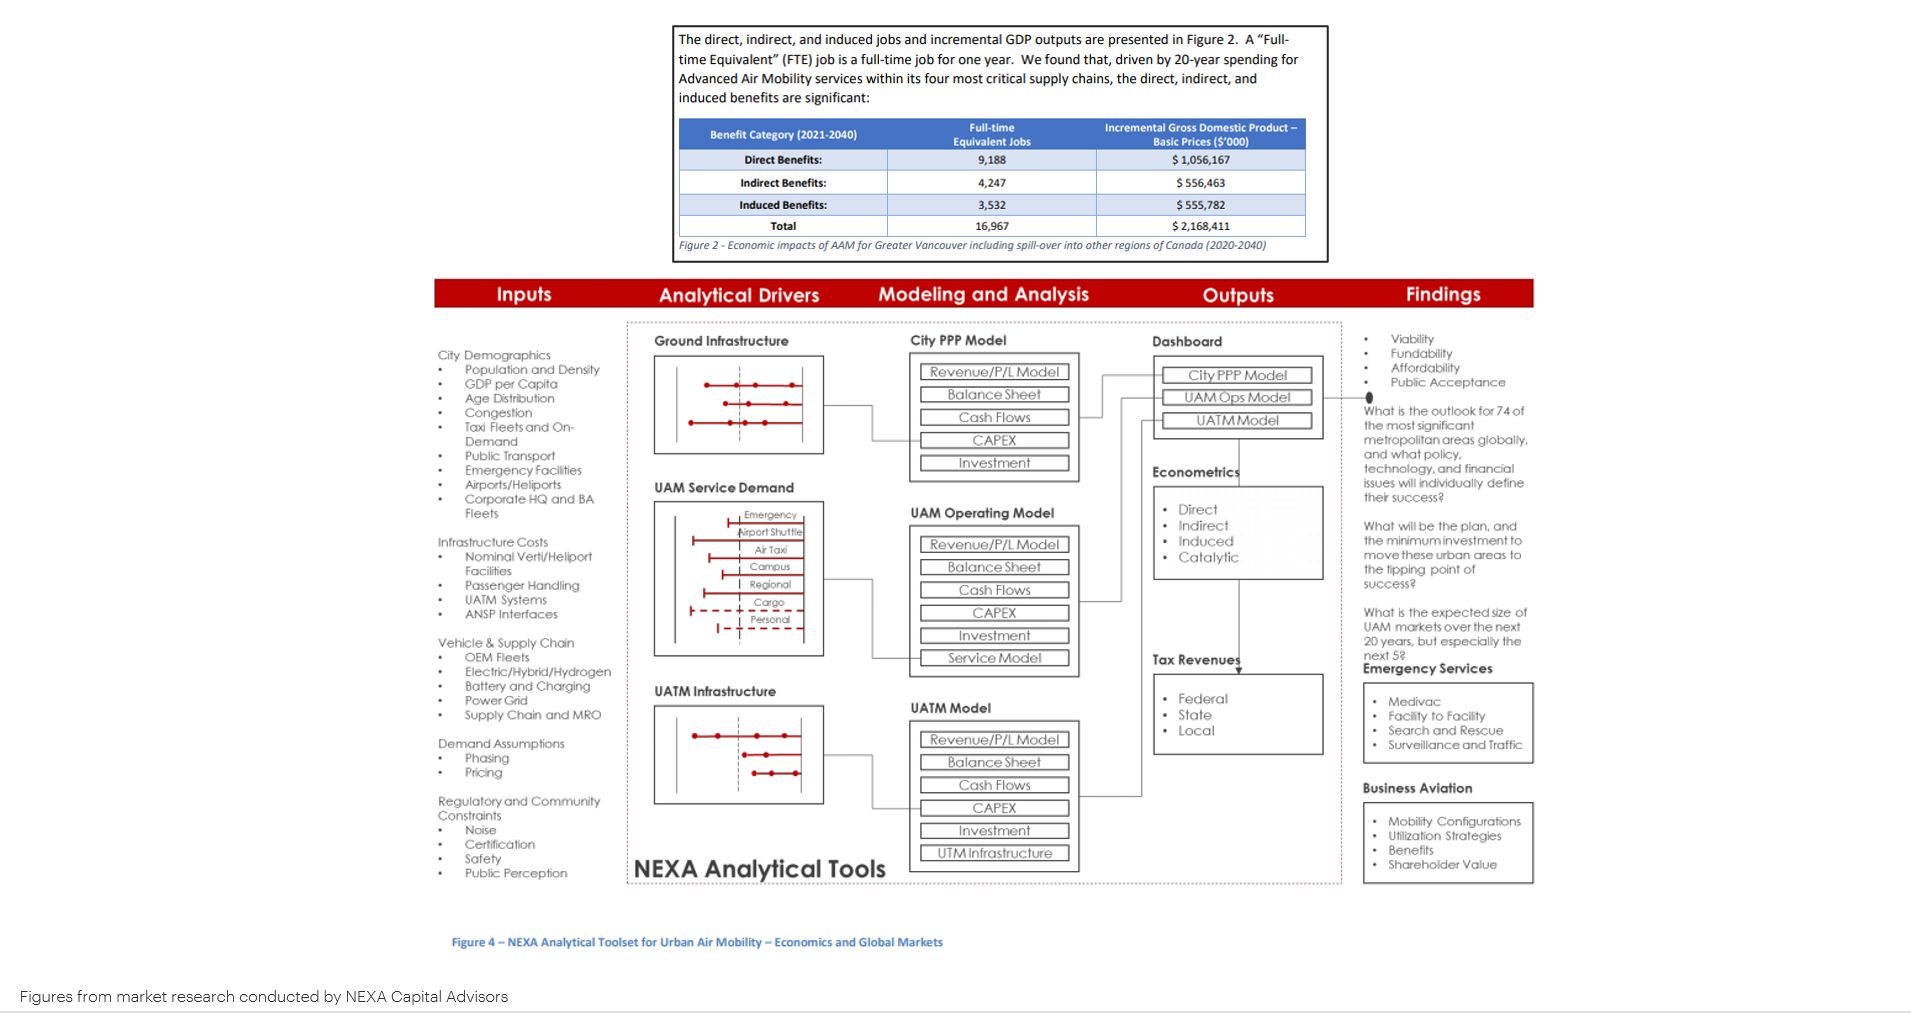 The direct, indirect, and induced jobs and incremental GDP outputs are presented in Figure 2.  A “Full-
time Equivalent” (FTE) job is a full-time job for one year.  We found that, driven by 20-year spending for
Advanced Air Mobility services within its four most critical supply chains, the direct, indirect, and
induced benefits are significant:
Benefit Category (2021-2040)
Full-time
Equivalent Jobs
Incremental Gross Domestic Product –
Basic Prices ($’000)
Direct Benefits:
9,188
$ 1,056,167
Indirect Benefits:
4,247
$ 556,463
Induced Benefits:
3,532
$ 555,782
Total
16,967
$ 2,168,411
Figure 2 - Economic impacts of AAM for Greater Vancouver including spill-over into other regions of Canada (2020-2040)
Inputs
Analytical Drivers
Modeling and Analysis
Outputs
Findings
City Demographics
• Population and Density
• GDP per Capita
• Age Distribution
• Congestion
• Taxi Fleets and On-
Demand
• Public Transport
• Emergency Facilities
• Airports/Heliports
• Corporate HQ and BA
Fleets
Infrastructure Costs
• Nominal Verti/Heliport
Facilities
• Passenger Handling
• UATM Systems
• ANSP Interfaces
Vehicle & Supply Chain
• OEM Fleets
• Electric/Hybrid/Hydrogen
• Battery and Charging
• Power Grid
• Supply Chain and MRO
Demand Assumptions
• Phasing
• Pricing
Regulatory and Community
Constraints
• Noise
• Certification
• Safety
• Public Perception
Ground Infrastructure
UAM Service Demand
Emergency
Airport Shuttle
Air Taxi
Campus
Regional
Cargo
Personal
UATM Infrastructure
NEXA Analytical Tools
City PPP Model
Revenue/P/L Model
Balance Sheet
Cash Flows
CAPEX
Investment
UAM Operating Model
Revenue/P/L Model
Balance Sheet
Cash Flows
CAPEX
Investment
Service Model
UATM Model
Revenue/P/L Model
Balance Sheet
Cash Flows
CAPEX
Investment
UTM Infrastructure
Dashboard
City PPP Model
UAM Ops Model
UATM Model
Econometrics
• Direct
• Indirect
• Induced
• Catalytic
Tax Revenues
• Federal
• State
• Local
• Viability
• Fundability
• Affordability
• Public Acceptance
What is the outlook for 74 of
the most significant
metropolitan areas globally,
and what policy,
technology, and financial
issues will individually define
their success?
What will be the plan, and
the minimum investment to
move these urban areas to
the tipping point of
success?
What is the expected size of
UAM markets over the next
20 years, but especially the
next 5?
Emergency Services
• Medivac
• Facility to Facility
• Search and Rescue
• Surveillance and Traffic
Business Aviation
• Mobility Configurations
• Utilization Strategies
• Benefits
• Shareholder Value
Figure 4 – NEXA Analytical Toolset for Urban Air Mobility – Economics and Global Markets
Figures from market research conducted by NEXA Capital Advisors